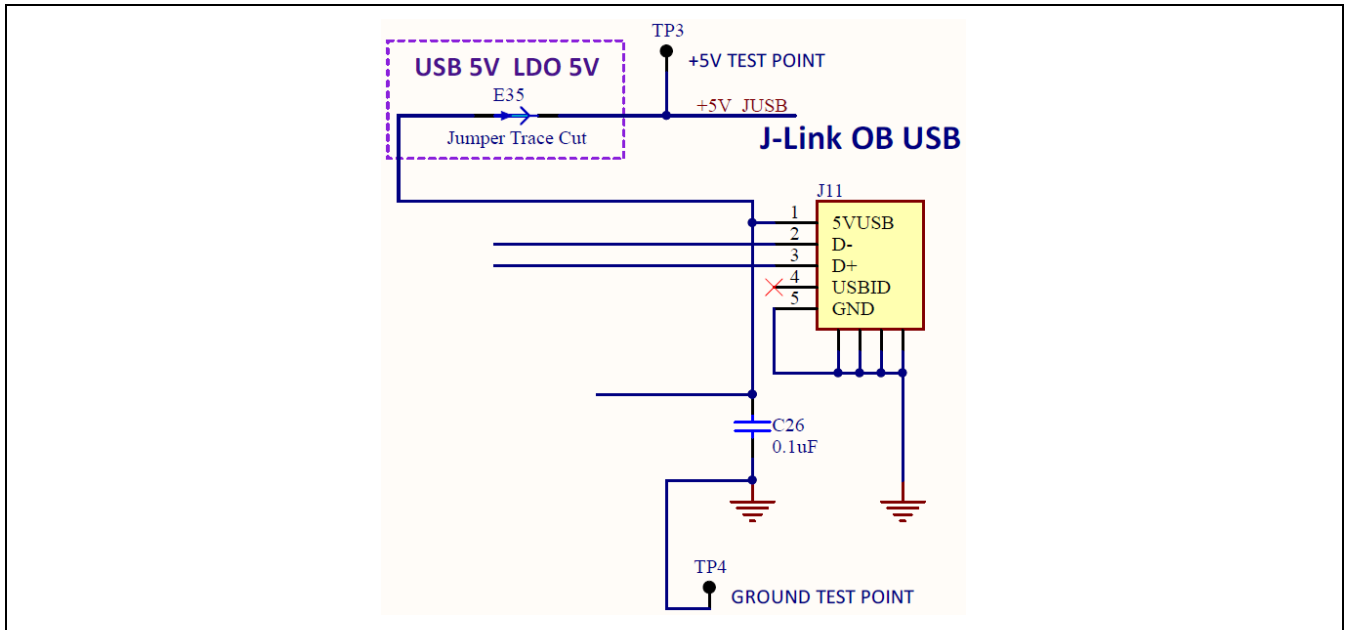 TP3
USB 5V LDO 5V
+5V TEST POINT
E35
+5V_JUSB
Jumper Trace Cut
J-Link OB USB
J11
1
5VUSB
2
D-
3
D+
4
USBID
5
GND
C26
0.1uF
TP4
GROUND TEST POINT